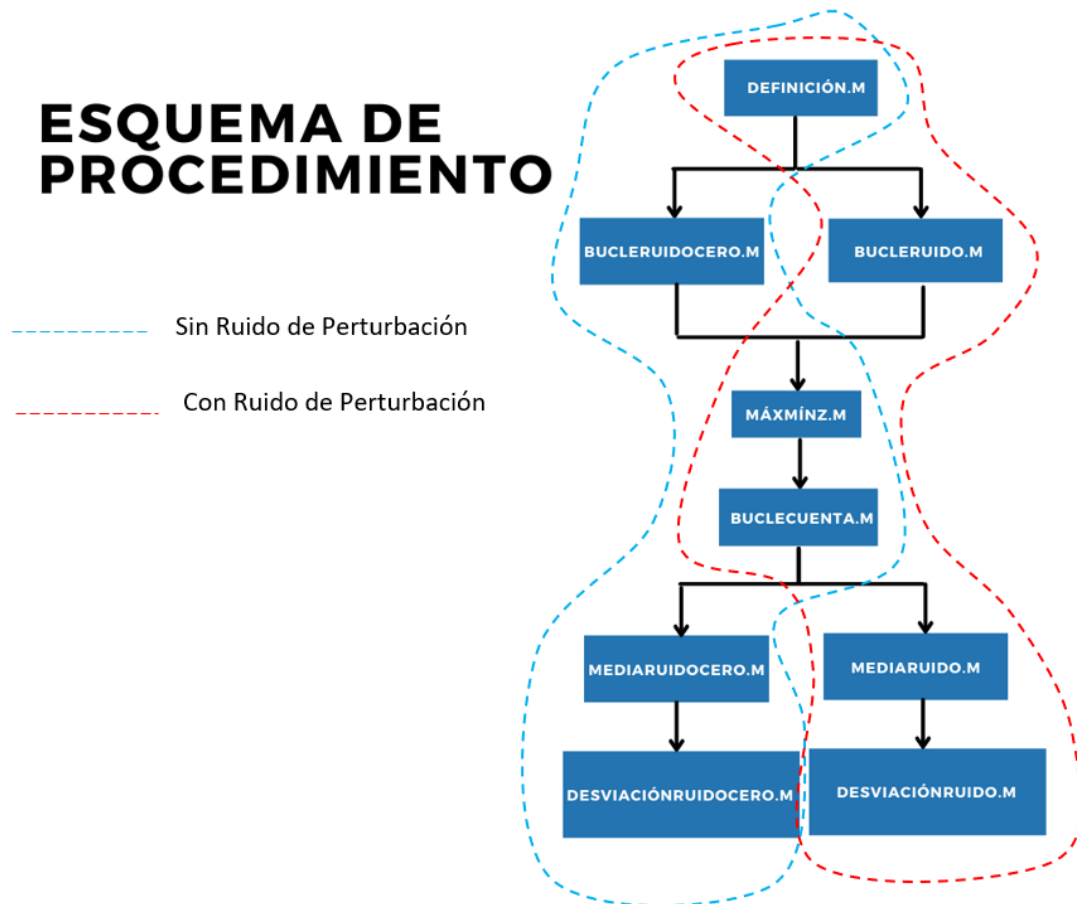 ESQUEMA DE
PROCEDIMIENTO
Sin Ruido de Perturbación
Con Ruido de Perturbación
DEFINICIÓN.M
BUCLERUIDOCERO.M
BUCLERUIDO.M
MÁXMÍNZ.M
BUCLECUENTA.M
MEDIARUIDOCERO.M
MEDIARUIDO.M
DESVIACIÓNRUIDOCERO.M
DESVIACIÓNRUIDO.M